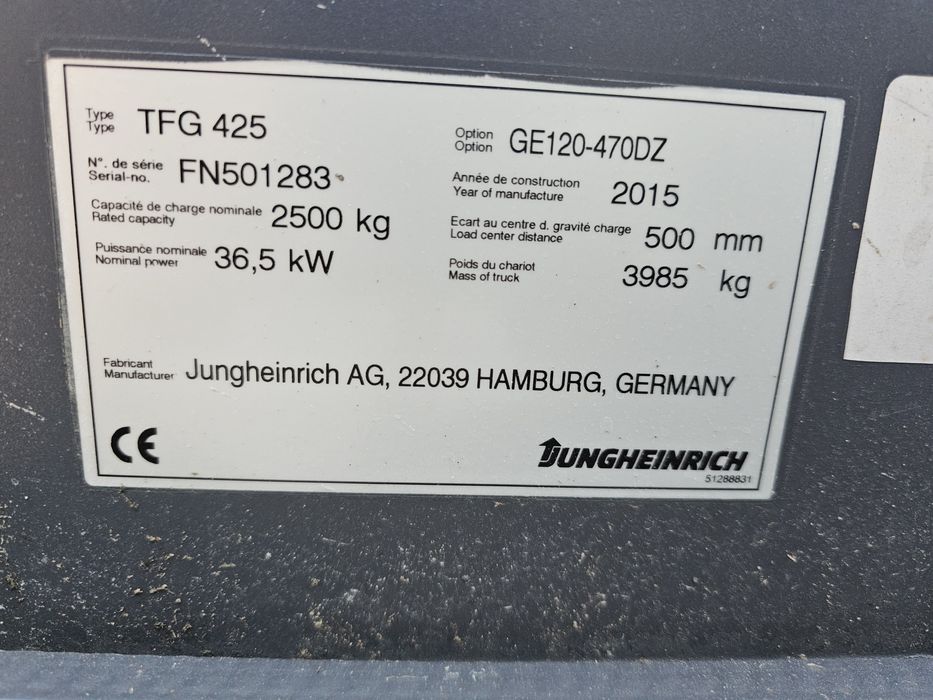 Type
Type TFG 425
N°. de série
Serial-no. FN501283
Capacité de charge nominale
Rated capacity 2500 kg
Puissance nominale
Nominal power 36,5 kW
Option
Option GE120-470DZ
Année de construction
Year of manufacture 2015
Ecart au centre d. gravité charge
Load center distance 500 mm
Poids du chariot
Mass of truck 3985 kg
Fabricant
Manufacturer Jungheinrich AG, 22039 HAMBURG, GERMANY
CE
JUNGHEINRICH
51288831